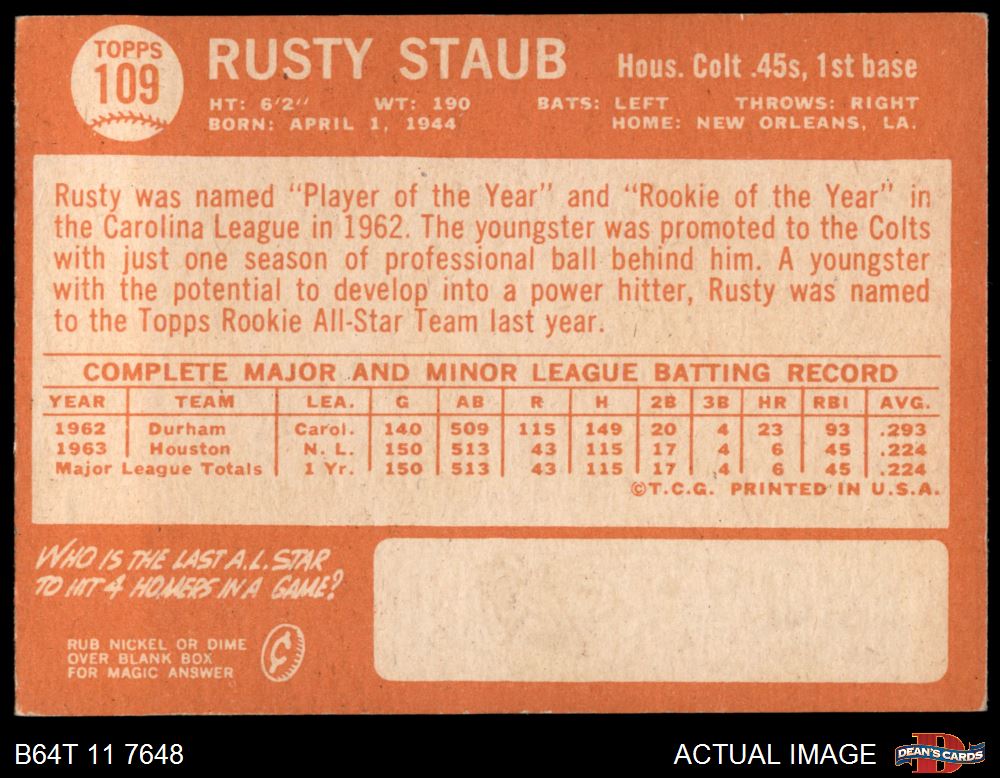 TOPPS
109
RUSTY STAUB
Hous. Colt .45s, 1st base
HT: 6'2" WT: 190 BATS: LEFT THROWS: RIGHT
BORN: APRIL 1, 1944 HOME: NEW ORLEANS, LA.
Rusty was named "Player of the Year" and "Rookie of the Year" in
the Carolina League in 1962. The youngster was promoted to the Colts
with just one season of professional ball behind him. A youngster
with the potential to develop into a power hitter, Rusty was named
to the Topps Rookie All-Star Team last year.
COMPLETE MAJOR AND MINOR LEAGUE BATTING RECORD
YEAR TEAM LEA. G AB R H 2B 3B HR RBI AVG.
1962 Durham Carol. 140 509 115 149 20 4 23 93 .293
1963 Houston N. L. 150 513 43 115 17 4 6 45 .224
Major League Totals 1 Yr. 150 513 43 115 17 4 6 45 .224
©T.C.G. PRINTED IN U.S.A.
WHO IS THE LAST A.L. STAR
TO HIT 4 HOMERS IN A GAME?
RUB NICKEL OR DIME
OVER BLANK BOX
FOR MAGIC ANSWER
B64T 11 7648
ACTUAL IMAGE
DEAN'S CARDS